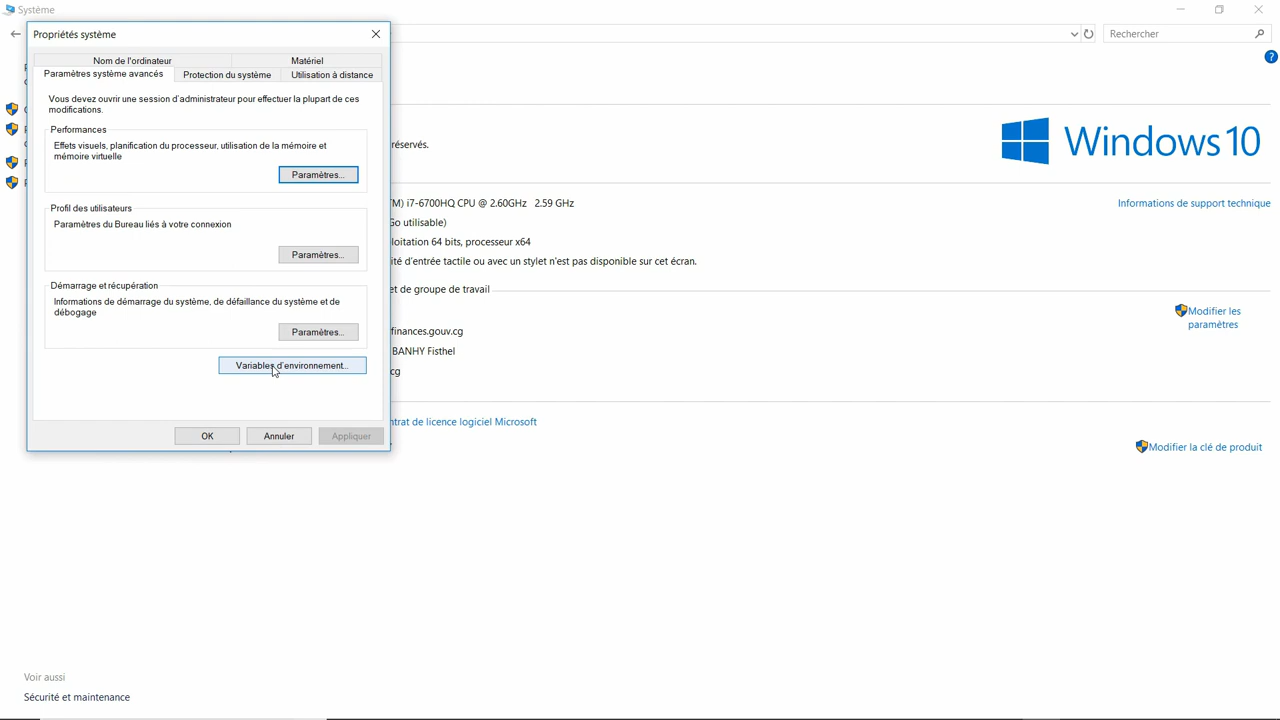 Système
Propriétés système
Rechercher
Nom de l'ordinateur
Matériel
Paramètres système avancés
Protection du système
Utilisation à distance
Vous devez ouvrir une session d'administrateur pour effectuer la plupart de ces
modifications.
Performances
Effets visuels, planification du processeur, utilisation de la mémoire et
mémoire virtuelle
Paramètres...
Profil des utilisateurs
Paramètres du Bureau liés à votre connexion
Paramètres...
Démarrage et récupération
Informations de démarrage du système, de défaillance du système et de
débogage
Paramètres...
Variables d'environnement...
OK
Annuler
Appliquer
réservés.
Windows 10
i7-6700HQ CPU @ 2.60GHz 2.59 GHz
Informations de support technique
utilisable)
64 bits, processeur x64
d'entrée tactile ou avec un stylet n'est pas disponible sur cet écran.
et de groupe de travail
Modifier les
paramètres
finances.gouv.cg
BANHY Fisthel
cg
de licence logiciel Microsoft
Modifier la clé de produit
Voir aussi
Sécurité et maintenance